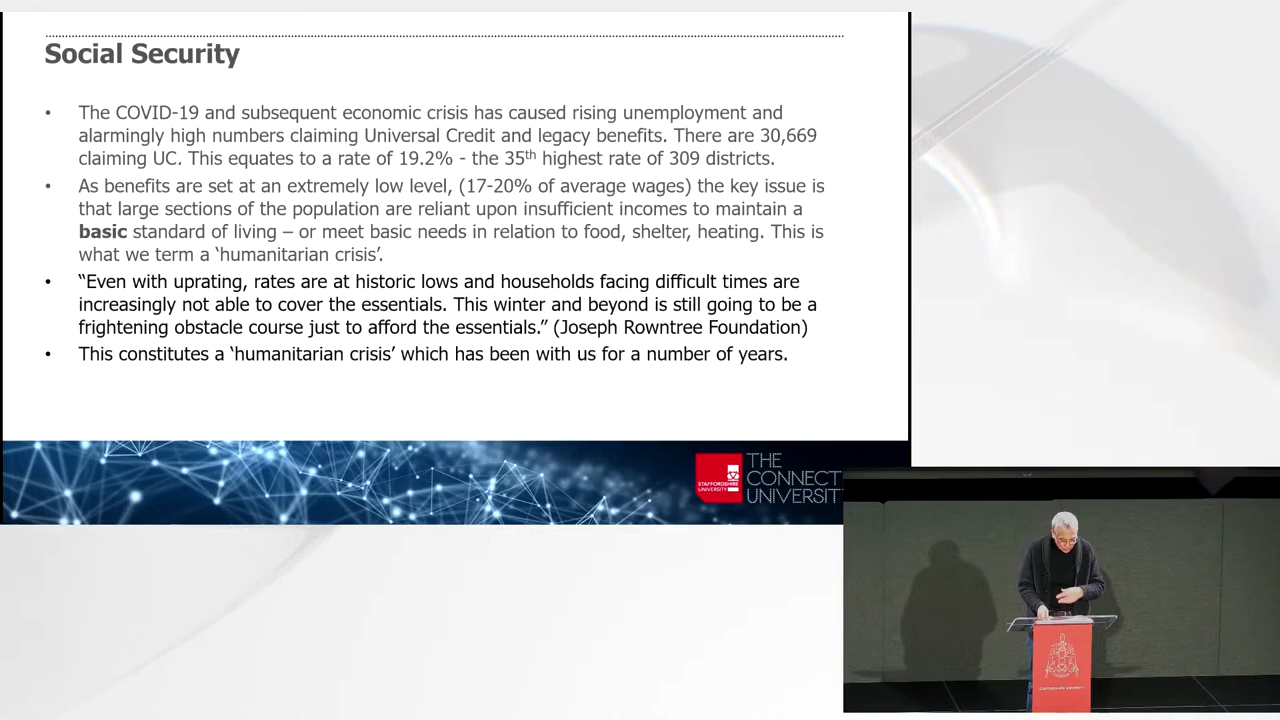 Social Security
• The COVID-19 and subsequent economic crisis has caused rising unemployment and
alarmingly high numbers claiming Universal Credit and legacy benefits. There are 30,669
claiming UC. This equates to a rate of 19.2% - the 35th highest rate of 309 districts.
• As benefits are set at an extremely low level, (17-20% of average wages) the key issue is
that large sections of the population are reliant upon insufficient incomes to maintain a
basic standard of living – or meet basic needs in relation to food, shelter, heating. This is
what we term a ‘humanitarian crisis’.
• “Even with uprating, rates are at historic lows and households facing difficult times are
increasingly not able to cover the essentials. This winter and beyond is still going to be a
frightening obstacle course just to afford the essentials.” (Joseph Rowntree Foundation)
• This constitutes a ‘humanitarian crisis’ which has been with us for a number of years.
STAFFORDSHIRE
UNIVERSITY
THE
CONNECT
UNIVERSIT
STAFFORDSHIRE UNIVERSITY